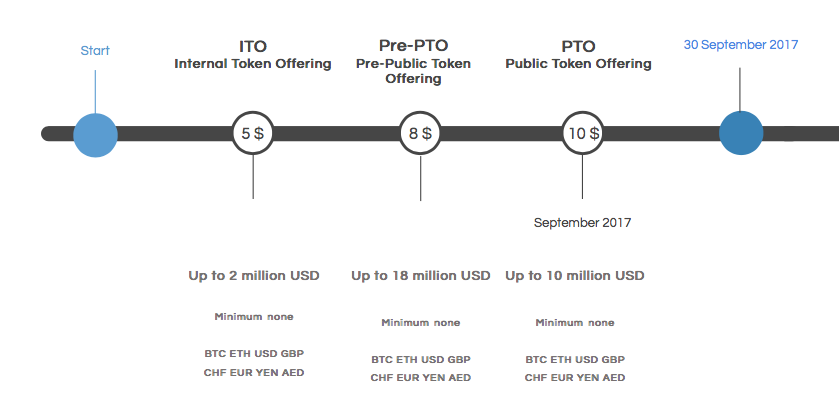 Start
ITO
Internal Token Offering
Pre-PTO
Pre-Public Token
Offering
PTO
Public Token Offering
30 September 2017
5 $
8 $
10 $
September 2017
Up to 2 million USD
Up to 18 million USD
Up to 10 million USD
Minimum none
Minimum none
Minimum none
BTC ETH USD GBP
CHF EUR YEN AED
BTC ETH USD GBP
CHF EUR YEN AED
BTC ETH USD GBP
CHF EUR YEN AED